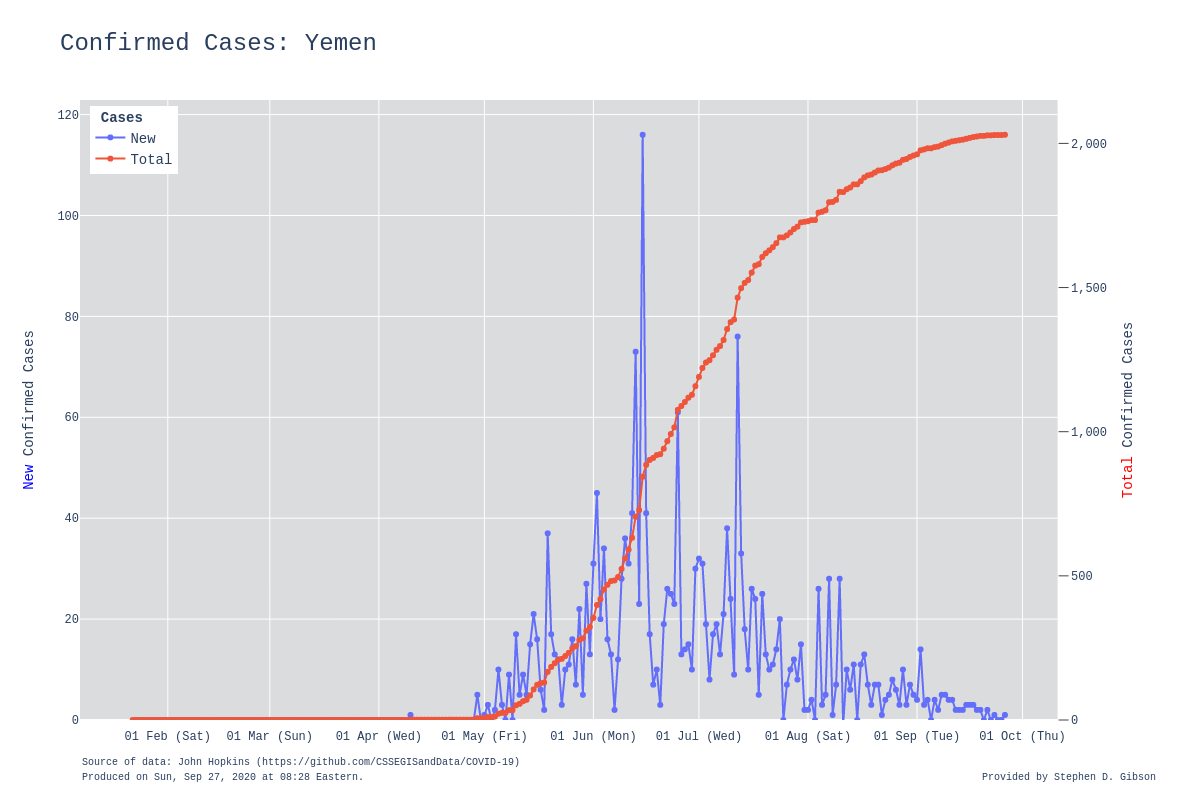 Confirmed Cases: Yemen
Cases
New
Total
120
100
80
60
40
20
0
2,000
1,500
1,000
500
0
New Confirmed Cases
Total Confirmed Cases
01 Feb (Sat) 01 Mar (Sun) 01 Apr (Wed) 01 May (Fri) 01 Jun (Mon) 01 Jul (Wed) 01 Aug (Sat) 01 Sep (Tue) 01 Oct (Thu)
Source of data: John Hopkins (https://github.com/CSSEGISandData/COVID-19)
Produced on Sun, Sep 27, 2020 at 08:28 Eastern.
Provided by Stephen D. Gibson